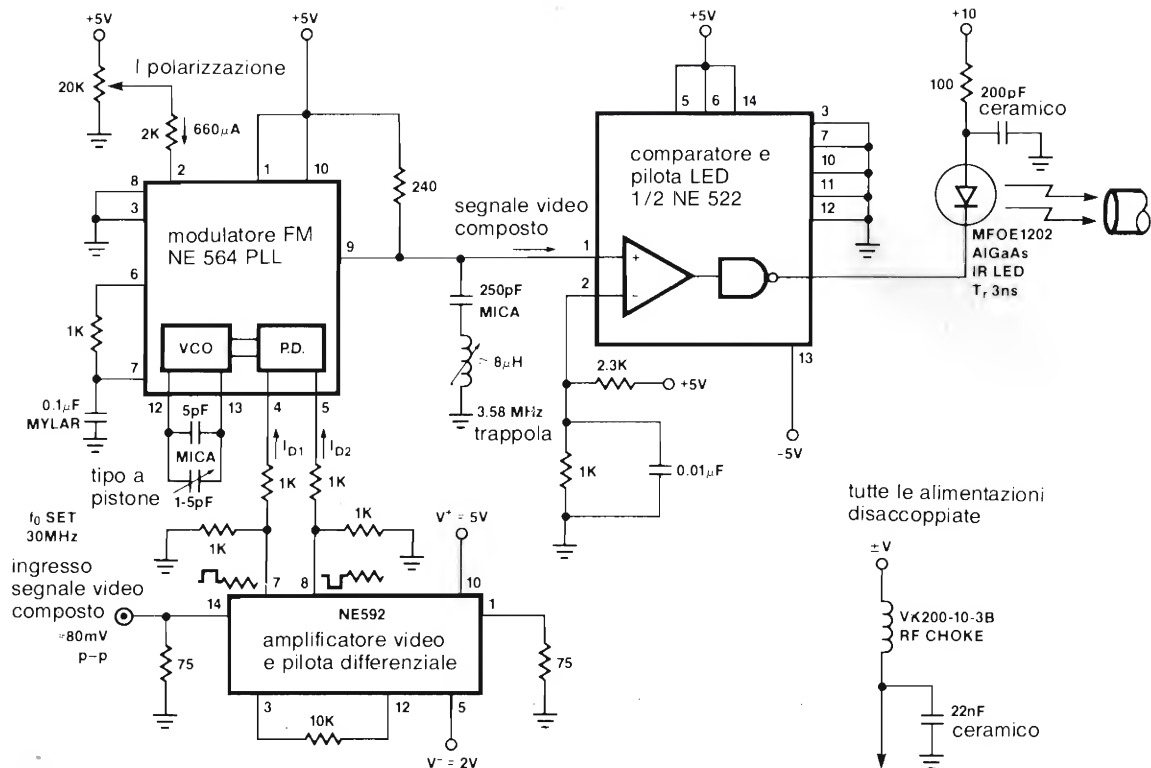 +5V
+5V
+5V
+10
I polarizzazione
20K
2K
660μA
2
1
10
8
3
6
7
240
modulatore FM
NE 564 PLL
9
VCO
P.D.
1K
0.1μF
MYLAR
12
13
4
5
5pF
MICA
1-5pF
tipo a
pistone
I_D1
I_D2
1K
1K
1K
1K
f₀ SET
30MHz
segnale video
composto
250pF
MICA
~8μH
3.58 MHz
trappola
5
6
14
3
7
10
11
12
comparatore e
pilota LED
1/2 NE 522
1
+
2
−
13
-5V
2.3K
+5V
1K
0.01μF
100
200pF
ceramico
MFOE1202
AlGaAs
IR LED
Tᵣ 3ns
ingresso
segnale video
composto
≈80mV
p-p
75
14
7
8
V⁺ = 5V
10
1
NE592
amplificatore video
e pilota differenziale
75
3
10K
12
5
V⁻ = 2V
tutte le alimentazioni
disaccoppiate
±V
VK200-10-3B
RF CHOKE
22nF
ceramico